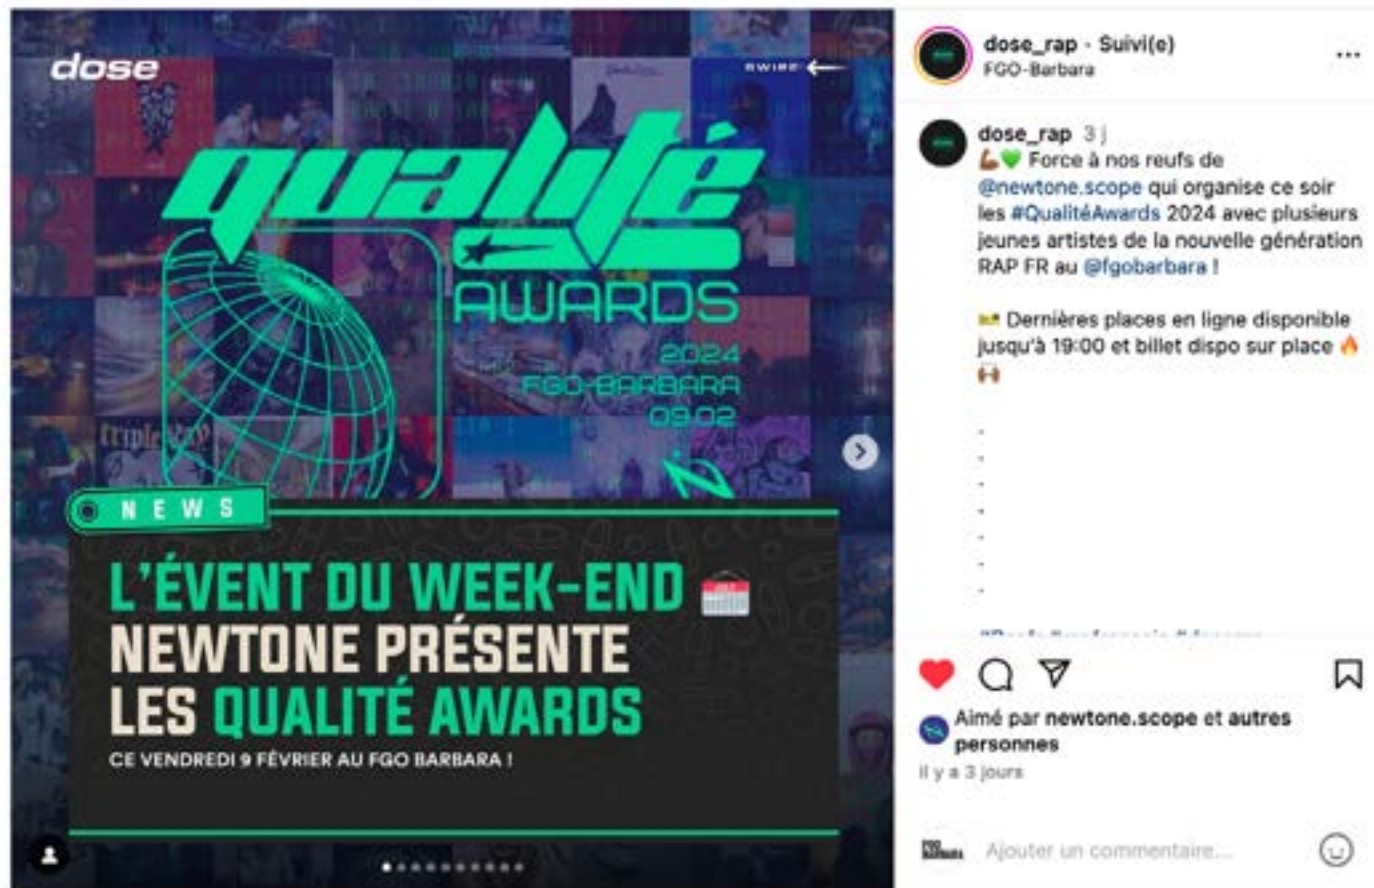 dose
SWIPE
qualité
AWARDS
2024
FGO-BARBARA
09.02
triple
NEWS
L'ÉVENT DU WEEK-END
NEWTONE PRÉSENTE
LES QUALITÉ AWARDS
CE VENDREDI 9 FÉVRIER AU FGO BARBARA !
dose_rap · Suivi(e)
FGO-Barbara
dose_rap 3 j
💪🏾💚 Force à nos reufs de
@newtone.scope qui organise ce soir
les #QualitéAwards 2024 avec plusieurs
jeunes artistes de la nouvelle génération
RAP FR au @fgobarbara !
🎫 Dernières places en ligne disponible
jusqu'à 19:00 et billet dispo sur place 🔥
.
.
.
.
.
.
.
Aimé par newtone.scope et autres
personnes
il y a 3 jours
FGO
BARBARA
Ajouter un commentaire...